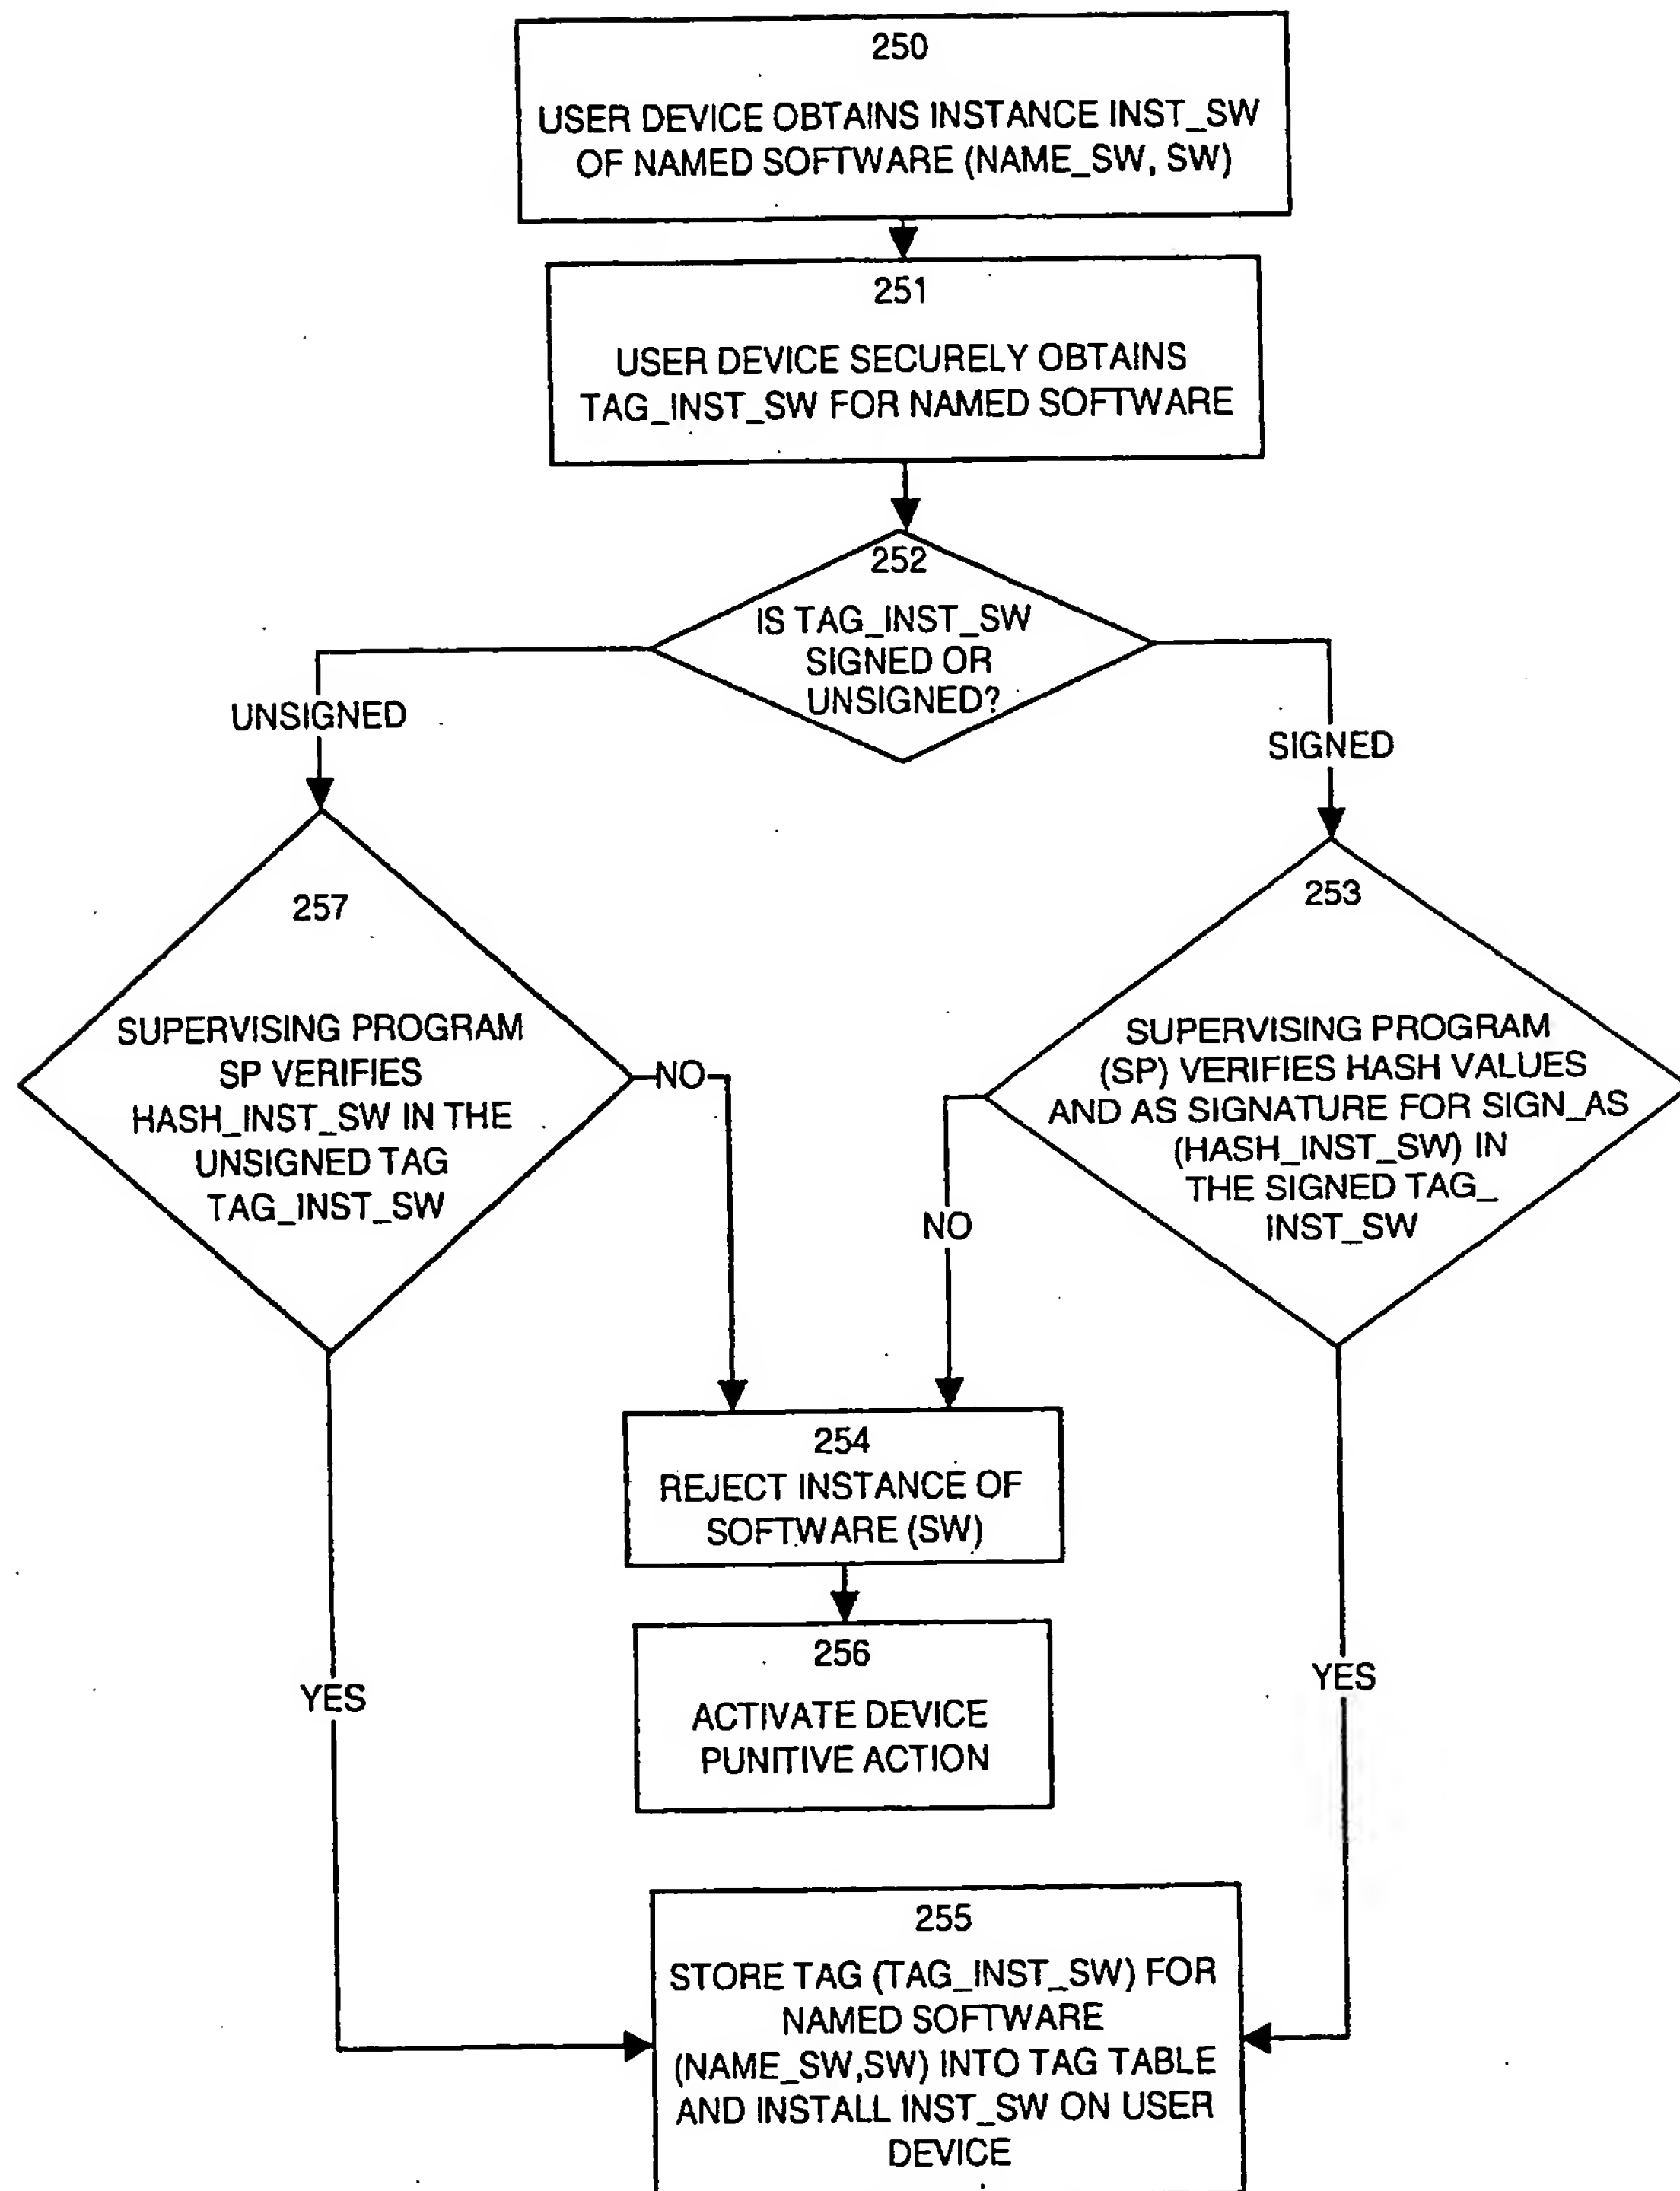 250
USER DEVICE OBTAINS INSTANCE INST_SW
OF NAMED SOFTWARE (NAME_SW, SW)
251
USER DEVICE SECURELY OBTAINS
TAG_INST_SW FOR NAMED SOFTWARE
252
IS TAG_INST_SW
SIGNED OR
UNSIGNED?
UNSIGNED
SIGNED
257
SUPERVISING PROGRAM
SP VERIFIES
HASH_INST_SW IN THE
UNSIGNED TAG
TAG_INST_SW
NO
253
SUPERVISING PROGRAM
(SP) VERIFIES HASH VALUES
AND AS SIGNATURE FOR SIGN_AS
(HASH_INST_SW) IN
THE SIGNED TAG_
INST_SW
NO
254
REJECT INSTANCE OF
SOFTWARE (SW)
256
ACTIVATE DEVICE
PUNITIVE ACTION
YES
YES
255
STORE TAG (TAG_INST_SW) FOR
NAMED SOFTWARE
(NAME_SW,SW) INTO TAG TABLE
AND INSTALL INST_SW ON USER
DEVICE